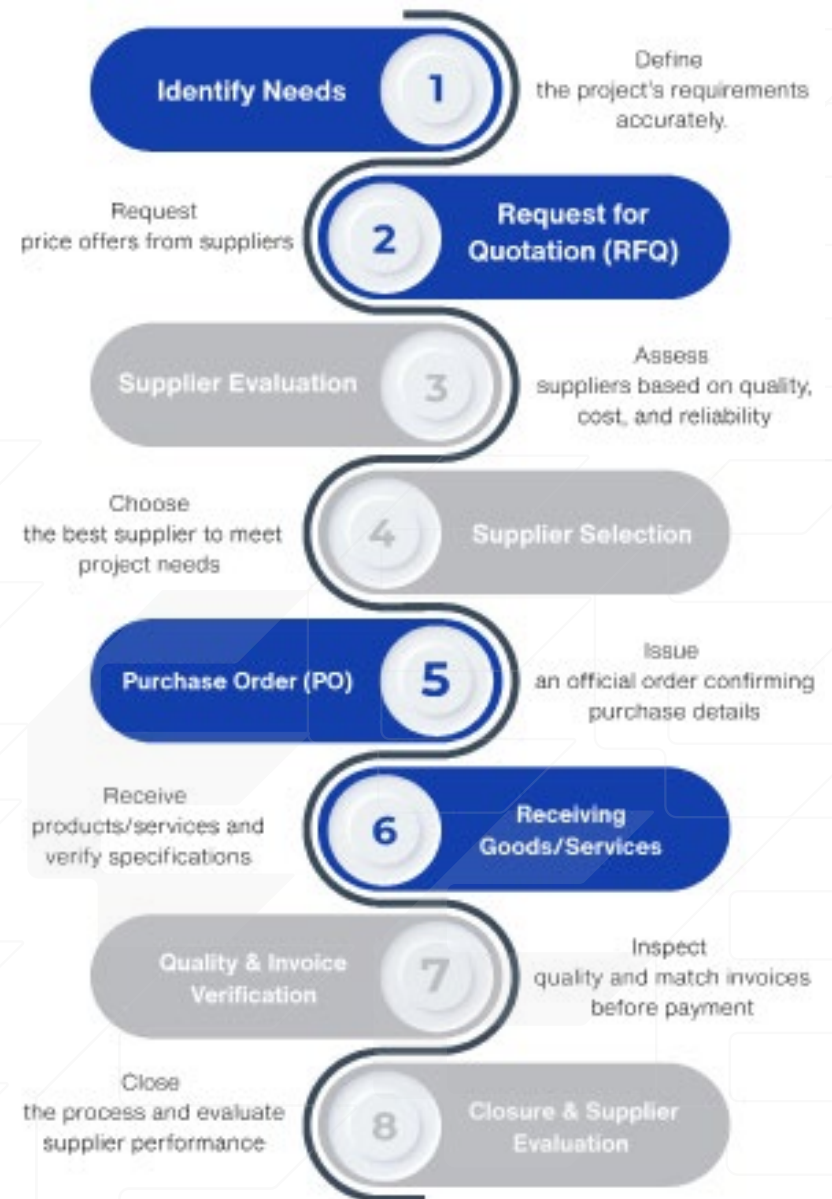 Identify Needs
1
Define
the project's requirements
accurately.
Request
price offers from suppliers
2
Request for
Quotation (RFQ)
Supplier Evaluation
3
Assess
suppliers based on quality,
cost, and reliability
Choose
the best supplier to meet
project needs
4
Supplier Selection
Purchase Order (PO)
5
Issue
an official order confirming
purchase details
Receive
products/services and
verify specifications
6
Receiving
Goods/Services
Quality & Invoice
Verification
7
Inspect
quality and match invoices
before payment
Close
the process and evaluate
supplier performance
8
Closure & Supplier
Evaluation